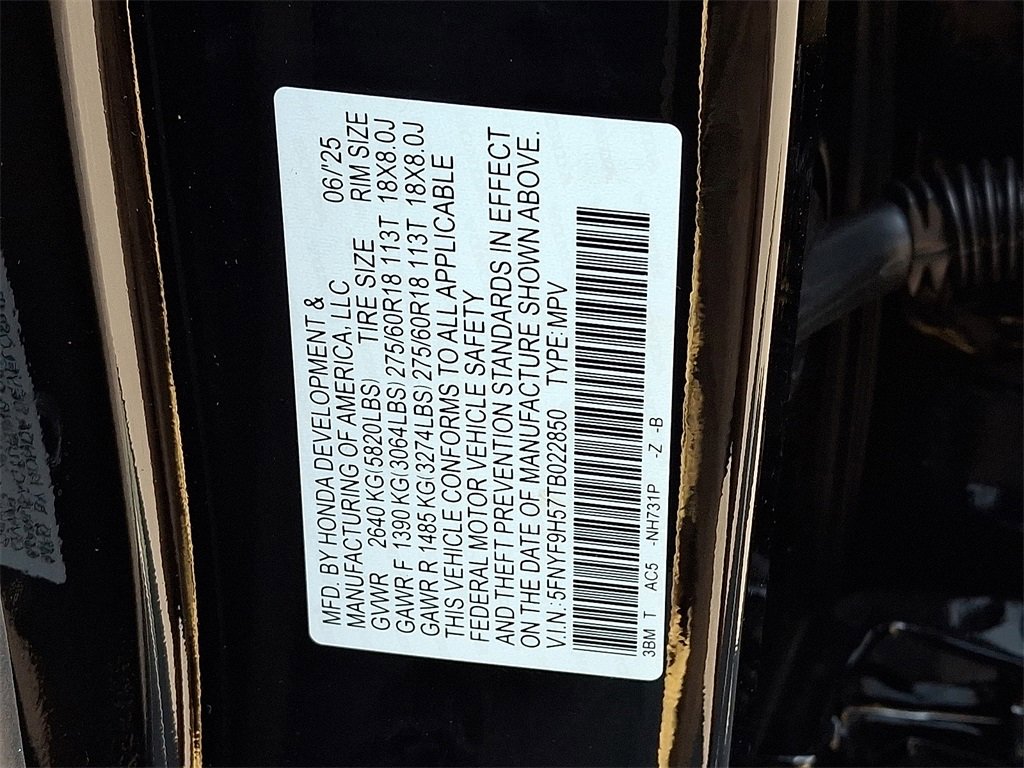 MFD. BY HONDA DEVELOPMENT &
MANUFACTURING OF AMERICA, LLC 06/'25
GVWR 2640 KG(5820LBS) TIRE SIZE RIM SIZE
GAWR F 1390 KG(3064LBS) 275/60R18 113T 18X8.0J
GAWR R 1485 KG(3274LBS) 275/60R18 113T 18X8.0J
THIS VEHICLE CONFORMS TO ALL APPLICABLE
FEDERAL MOTOR VEHICLE SAFETY
AND THEFT PREVENTION STANDARDS IN EFFECT
ON THE DATE OF MANUFACTURE SHOWN ABOVE.
V.I.N.:5FNYF9H57TB022850 TYPE:MPV
3BM T AC5 -NH731P -Z -B